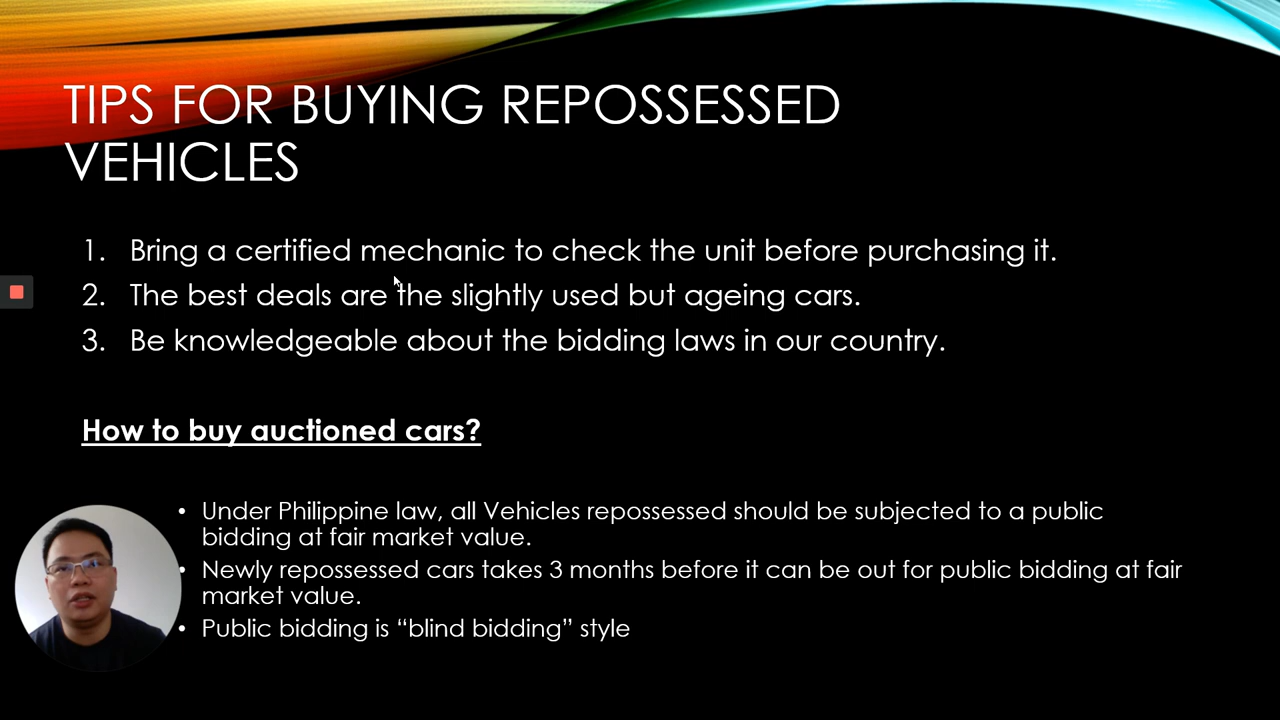 TIPS FOR BUYING REPOSSESSED
VEHICLES
1. Bring a certified mechanic to check the unit before purchasing it.
2. The best deals are the slightly used but ageing cars.
3. Be knowledgeable about the bidding laws in our country.
How to buy auctioned cars?
• Under Philippine law, all Vehicles repossessed should be subjected to a public
bidding at fair market value.
• Newly repossessed cars takes 3 months before it can be out for public bidding at fair
market value.
• Public bidding is “blind bidding” style